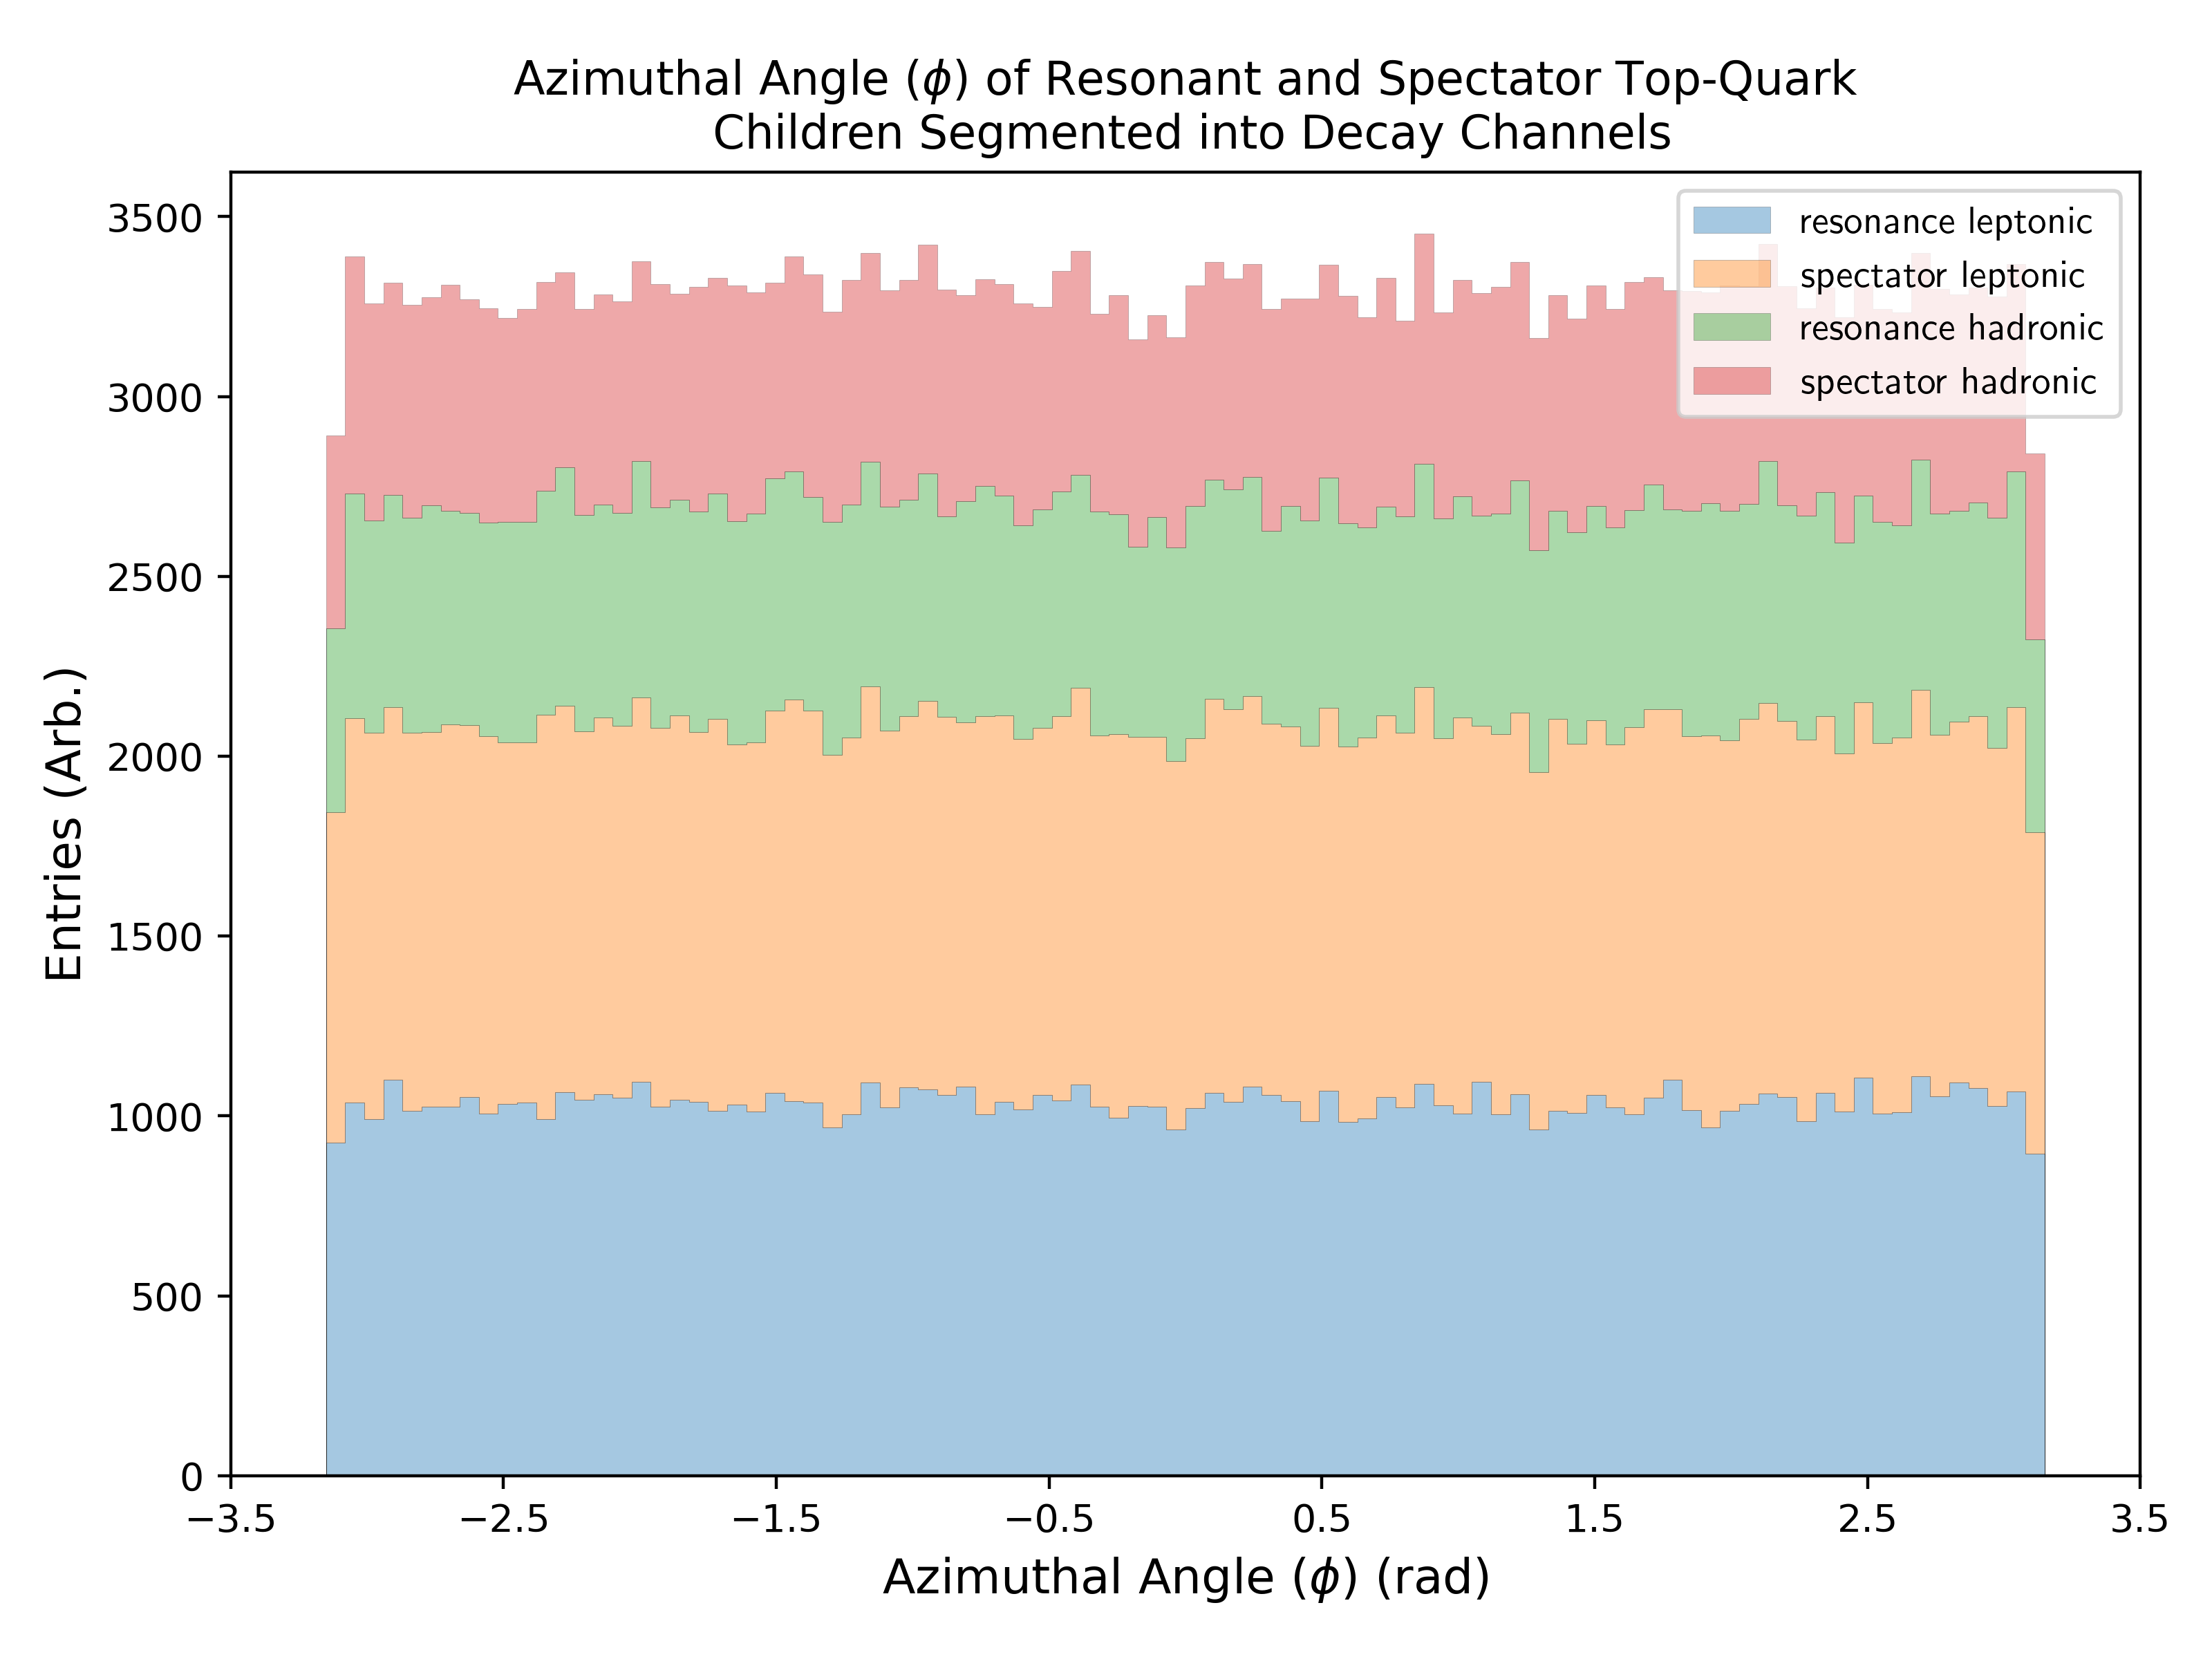 Azimuthal Angle (ϕ) of Resonant and Spectator Top-Quark
Children Segmented into Decay Channels
3500
3000
2500
2000
1500
1000
500
0
Entries (Arb.)
resonance leptonic
spectator leptonic
resonance hadronic
spectator hadronic
−3.5 −2.5 −1.5 −0.5 0.5 1.5 2.5 3.5
Azimuthal Angle (ϕ) (rad)